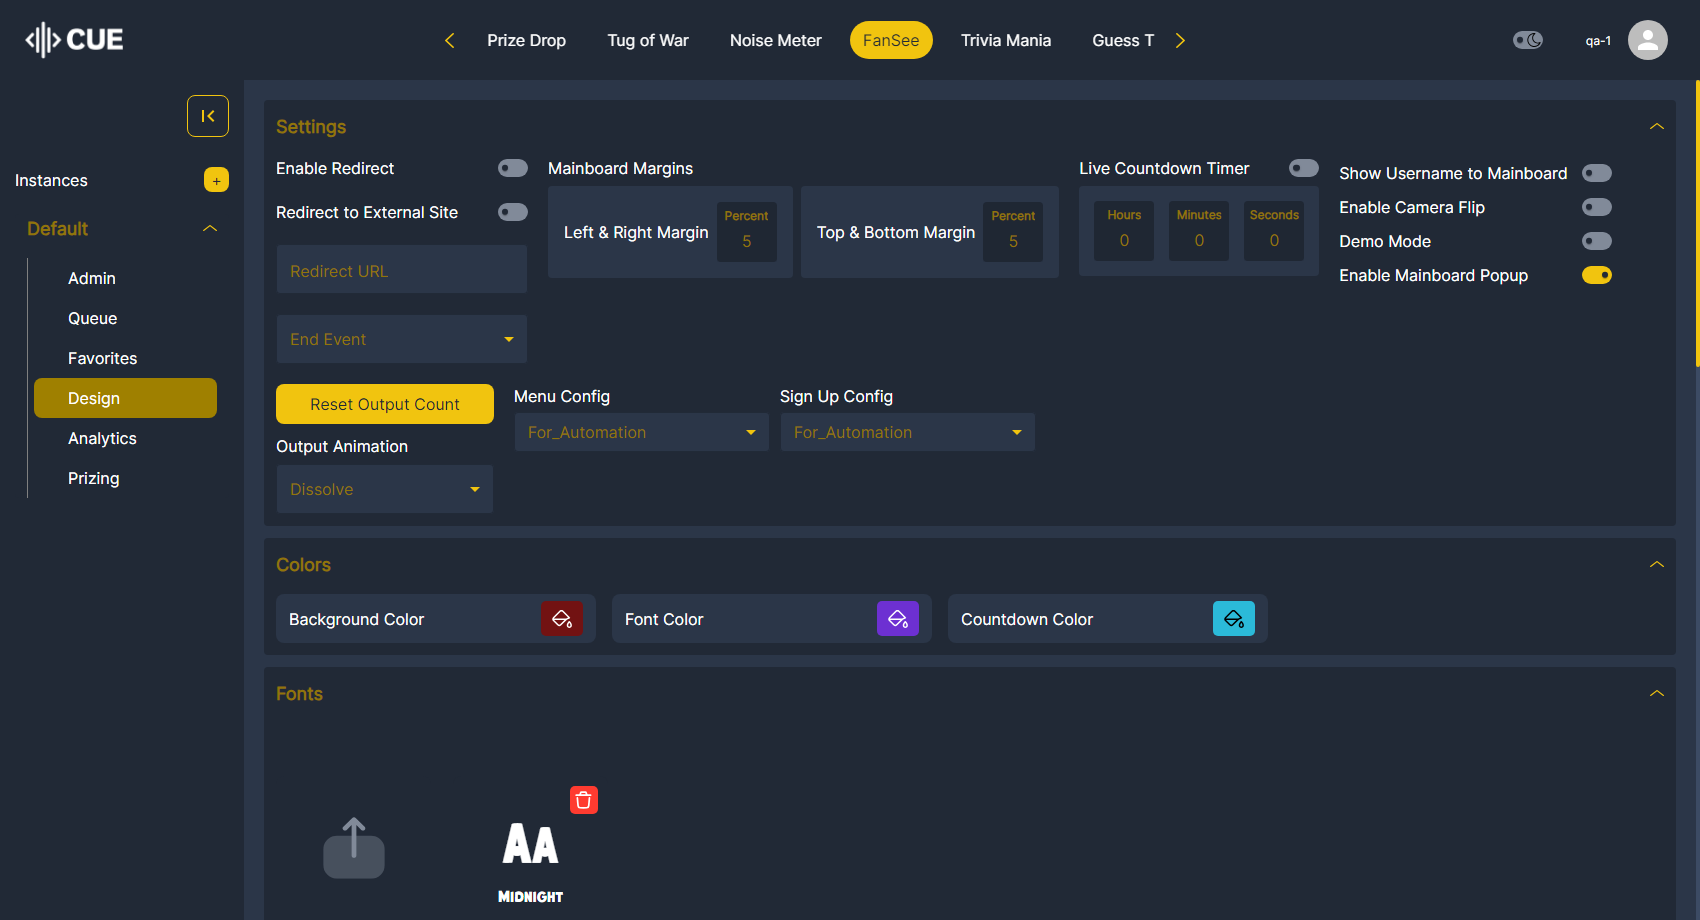 CUE
Prize Drop
Tug of War
Noise Meter
FanSee
Trivia Mania
Guess T
qa-1
Instances
+
Default
Admin
Queue
Favorites
Design
Analytics
Prizing
Settings
Enable Redirect
Redirect to External Site
Redirect URL
End Event
Mainboard Margins
Left & Right Margin
Percent
5
Top & Bottom Margin
Percent
5
Live Countdown Timer
Hours
0
Minutes
0
Seconds
0
Show Username to Mainboard
Enable Camera Flip
Demo Mode
Enable Mainboard Popup
Reset Output Count
Output Animation
Dissolve
Menu Config
For_Automation
Sign Up Config
For_Automation
Colors
Background Color
Font Color
Countdown Color
Fonts
AA
MIDNIGHT